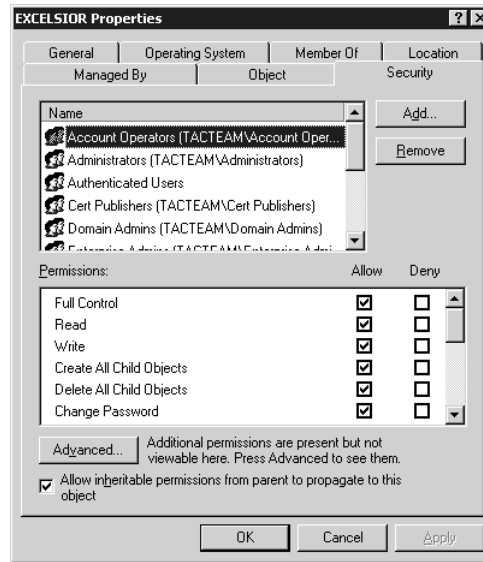 EXCELSIOR Properties
General Operating System Member Of Location
Managed By Object Security
Name
Account Operators (TACTEAM\Account Oper...
Administrators (TACTEAM\Administrators)
Authenticated Users
Cert Publishers (TACTEAM\Cert Publishers)
Domain Admins (TACTEAM\Domain Admins)
Add...
Remove
Permissions: Allow Deny
Full Control
Read
Write
Create All Child Objects
Delete All Child Objects
Change Password
Advanced...
Additional permissions are present but not
viewable here. Press Advanced to see them.
Allow inheritable permissions from parent to propagate to this
object
OK Cancel Apply